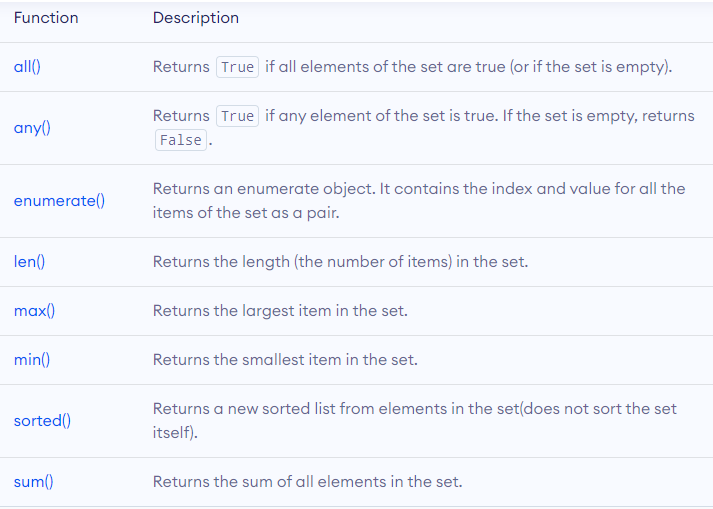 Function Description
all() Returns True if all elements of the set are true (or if the set is empty).
any() Returns True if any element of the set is true. If the set is empty, returns
False .
enumerate() Returns an enumerate object. It contains the index and value for all the
items of the set as a pair.
len() Returns the length (the number of items) in the set.
max() Returns the largest item in the set.
min() Returns the smallest item in the set.
sorted() Returns a new sorted list from elements in the set(does not sort the set
itself).
sum() Returns the sum of all elements in the set.